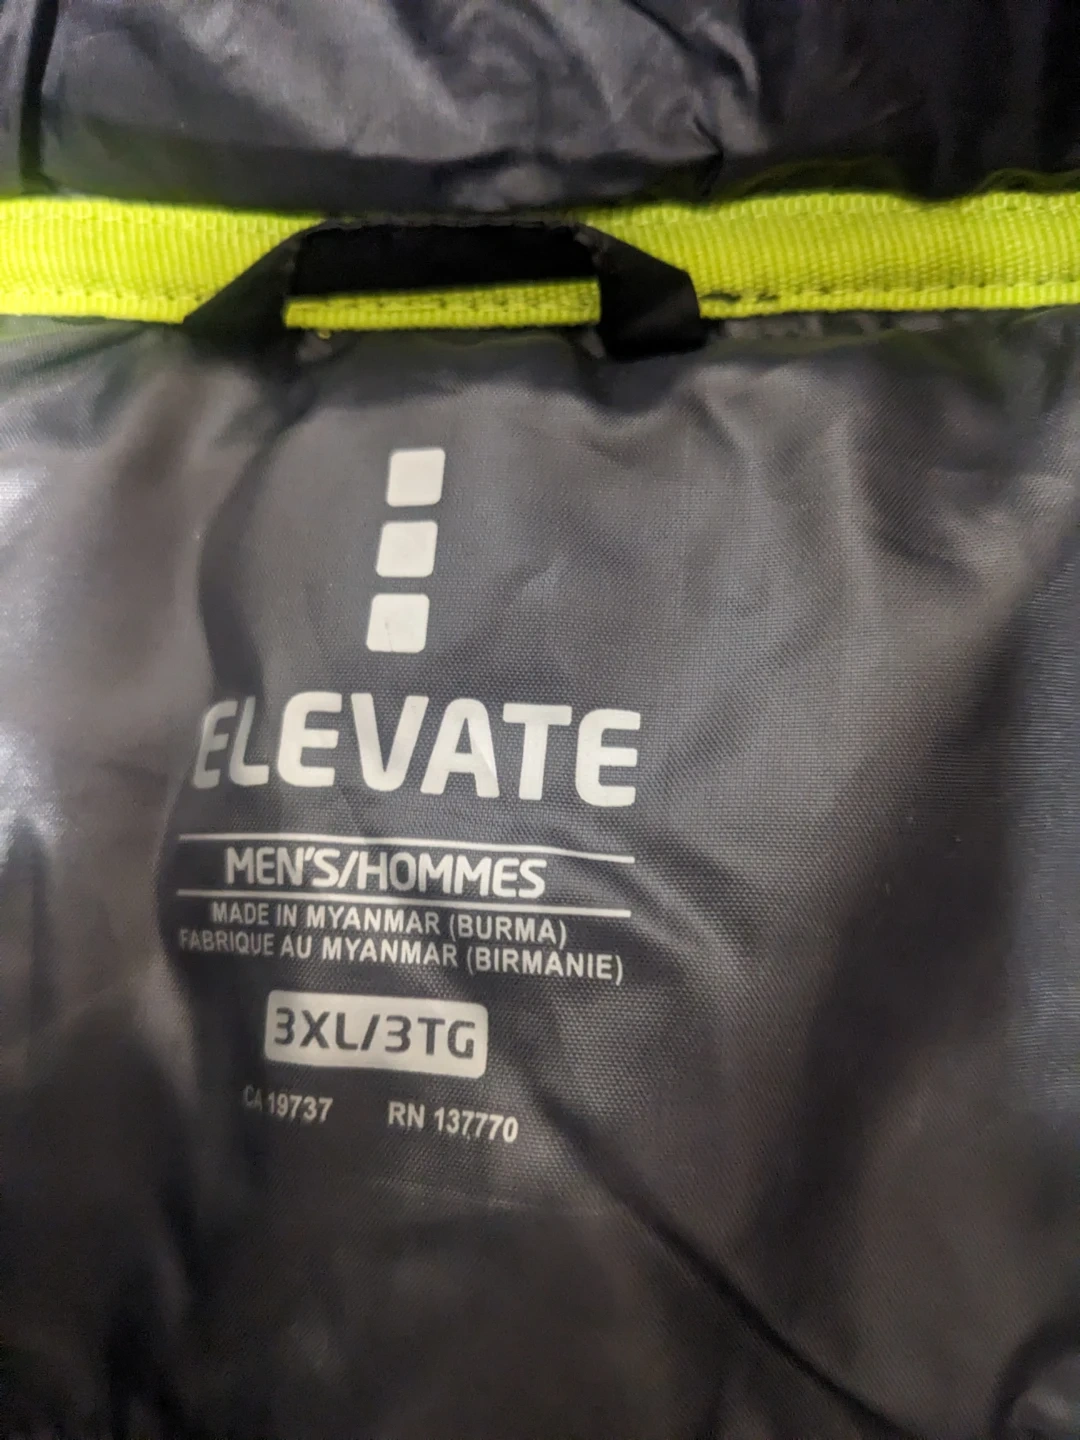 ELEVATE
MEN'S/HOMMES
MADE IN MYANMAR (BURMA)
FABRIQUE AU MYANMAR (BIRMANIE)
3XL/3TG
CA 19737 RN 137770